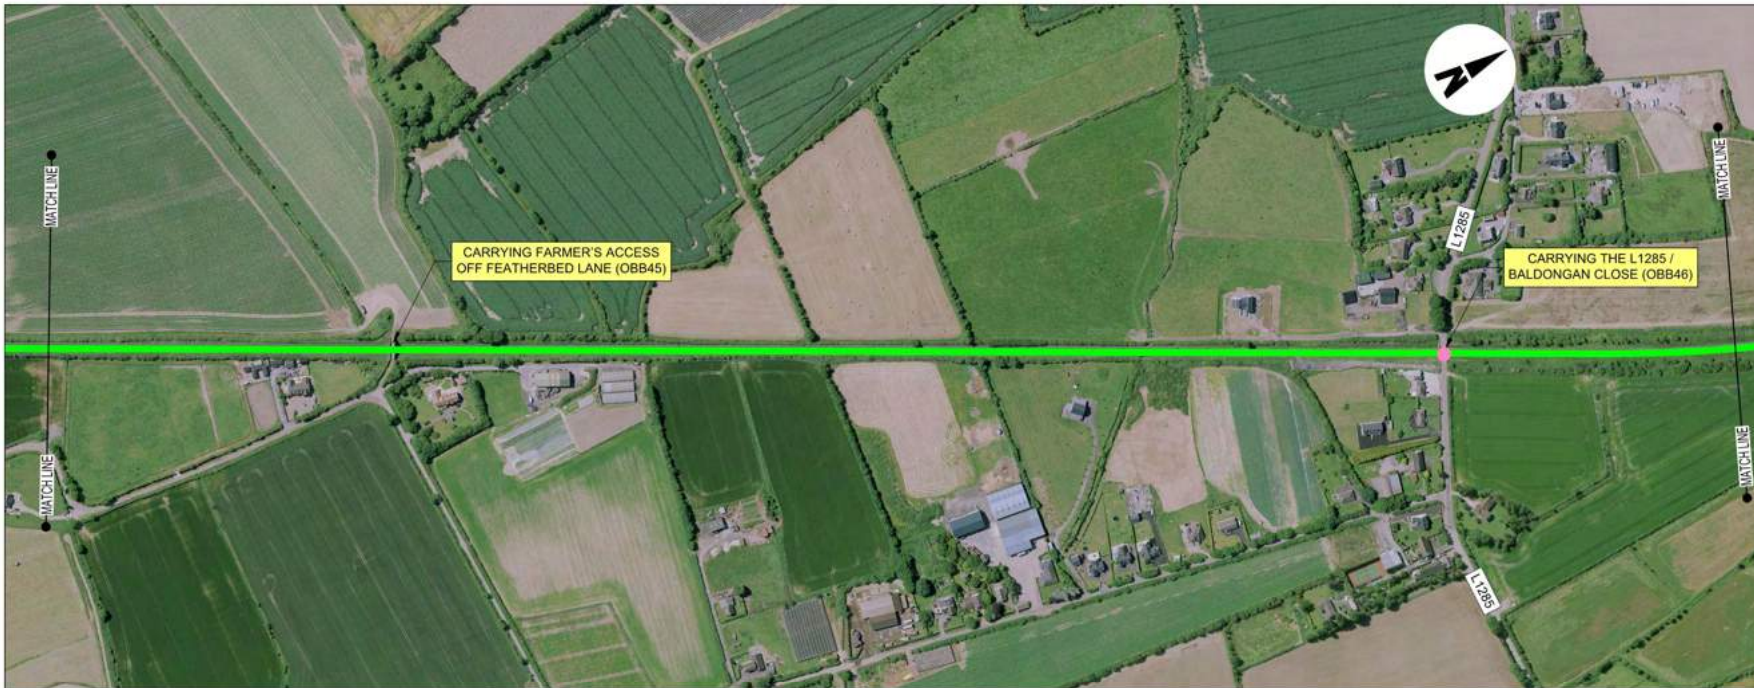 N
MATCH LINE
MATCH LINE
L1285
CARRYING FARMER'S ACCESS
OFF FEATHERBED LANE (OBB45)
CARRYING THE L1285 /
BALDONGAN CLOSE (OBB46)
MATCH LINE
MATCH LINE
L1285